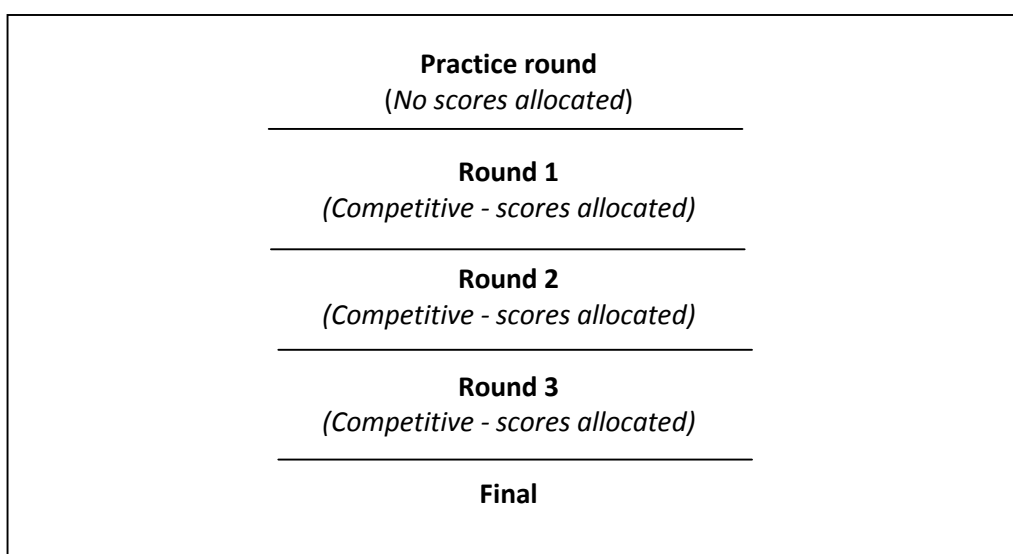 Practice round
(No scores allocated)
Round 1
(Competitive - scores allocated)
Round 2
(Competitive - scores allocated)
Round 3
(Competitive - scores allocated)
Final